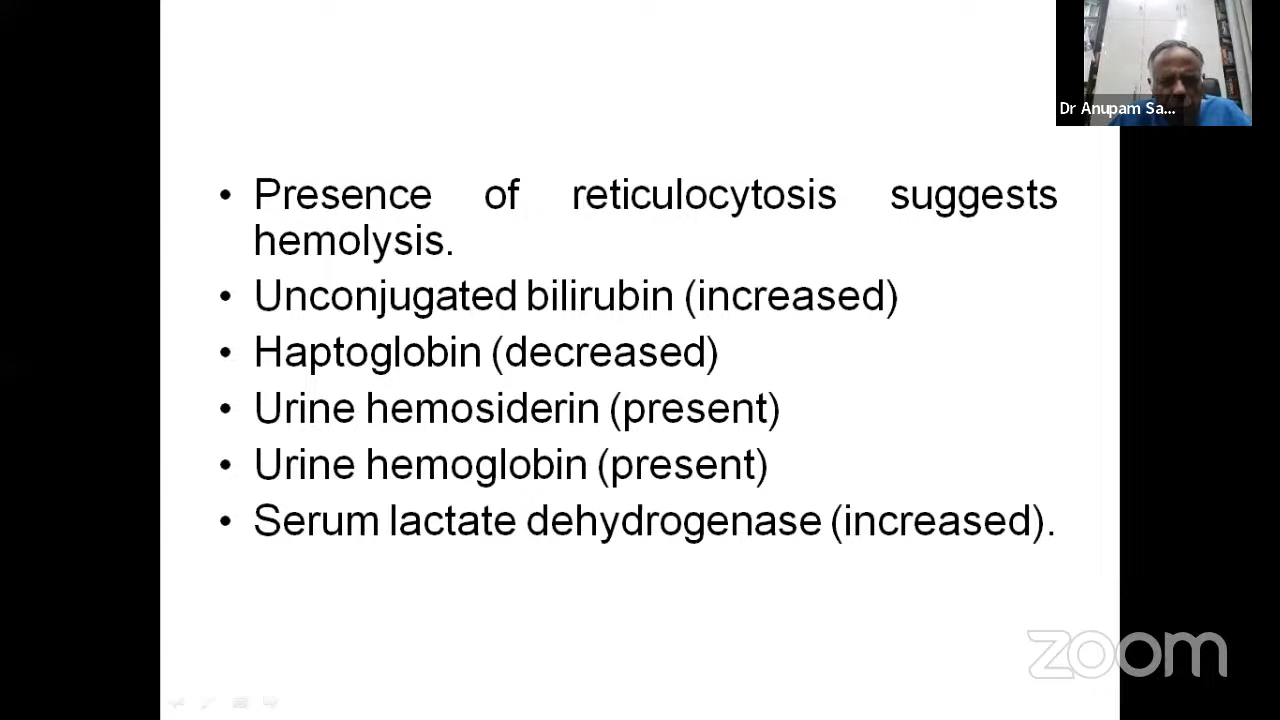 Dr Anupam Sa...
• Presence of reticulocytosis suggests
hemolysis.
• Unconjugated bilirubin (increased)
• Haptoglobin (decreased)
• Urine hemosiderin (present)
• Urine hemoglobin (present)
• Serum lactate dehydrogenase (increased).
zoom